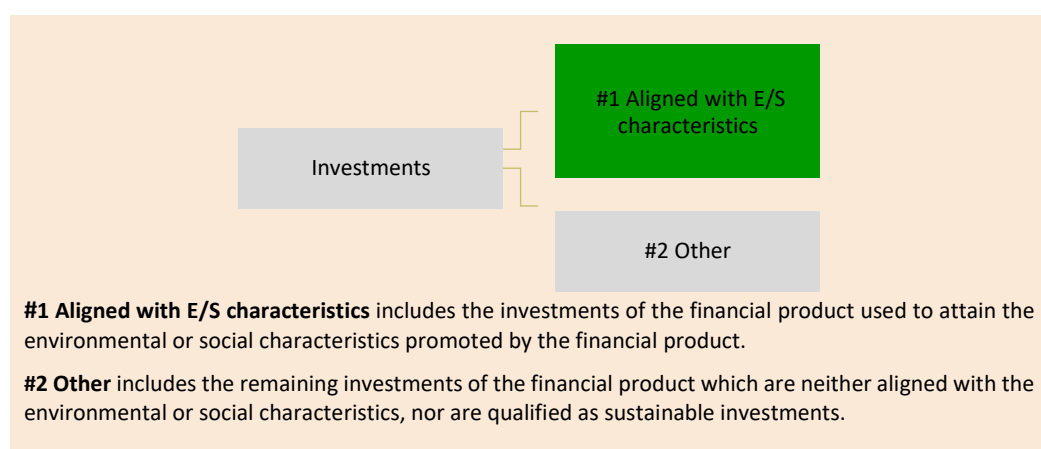 #1 Aligned with E/S
characteristics
Investments
#2 Other
#1 Aligned with E/S characteristics includes the investments of the financial product used to attain the
environmental or social characteristics promoted by the financial product.
#2 Other includes the remaining investments of the financial product which are neither aligned with the
environmental or social characteristics, nor are qualified as sustainable investments.